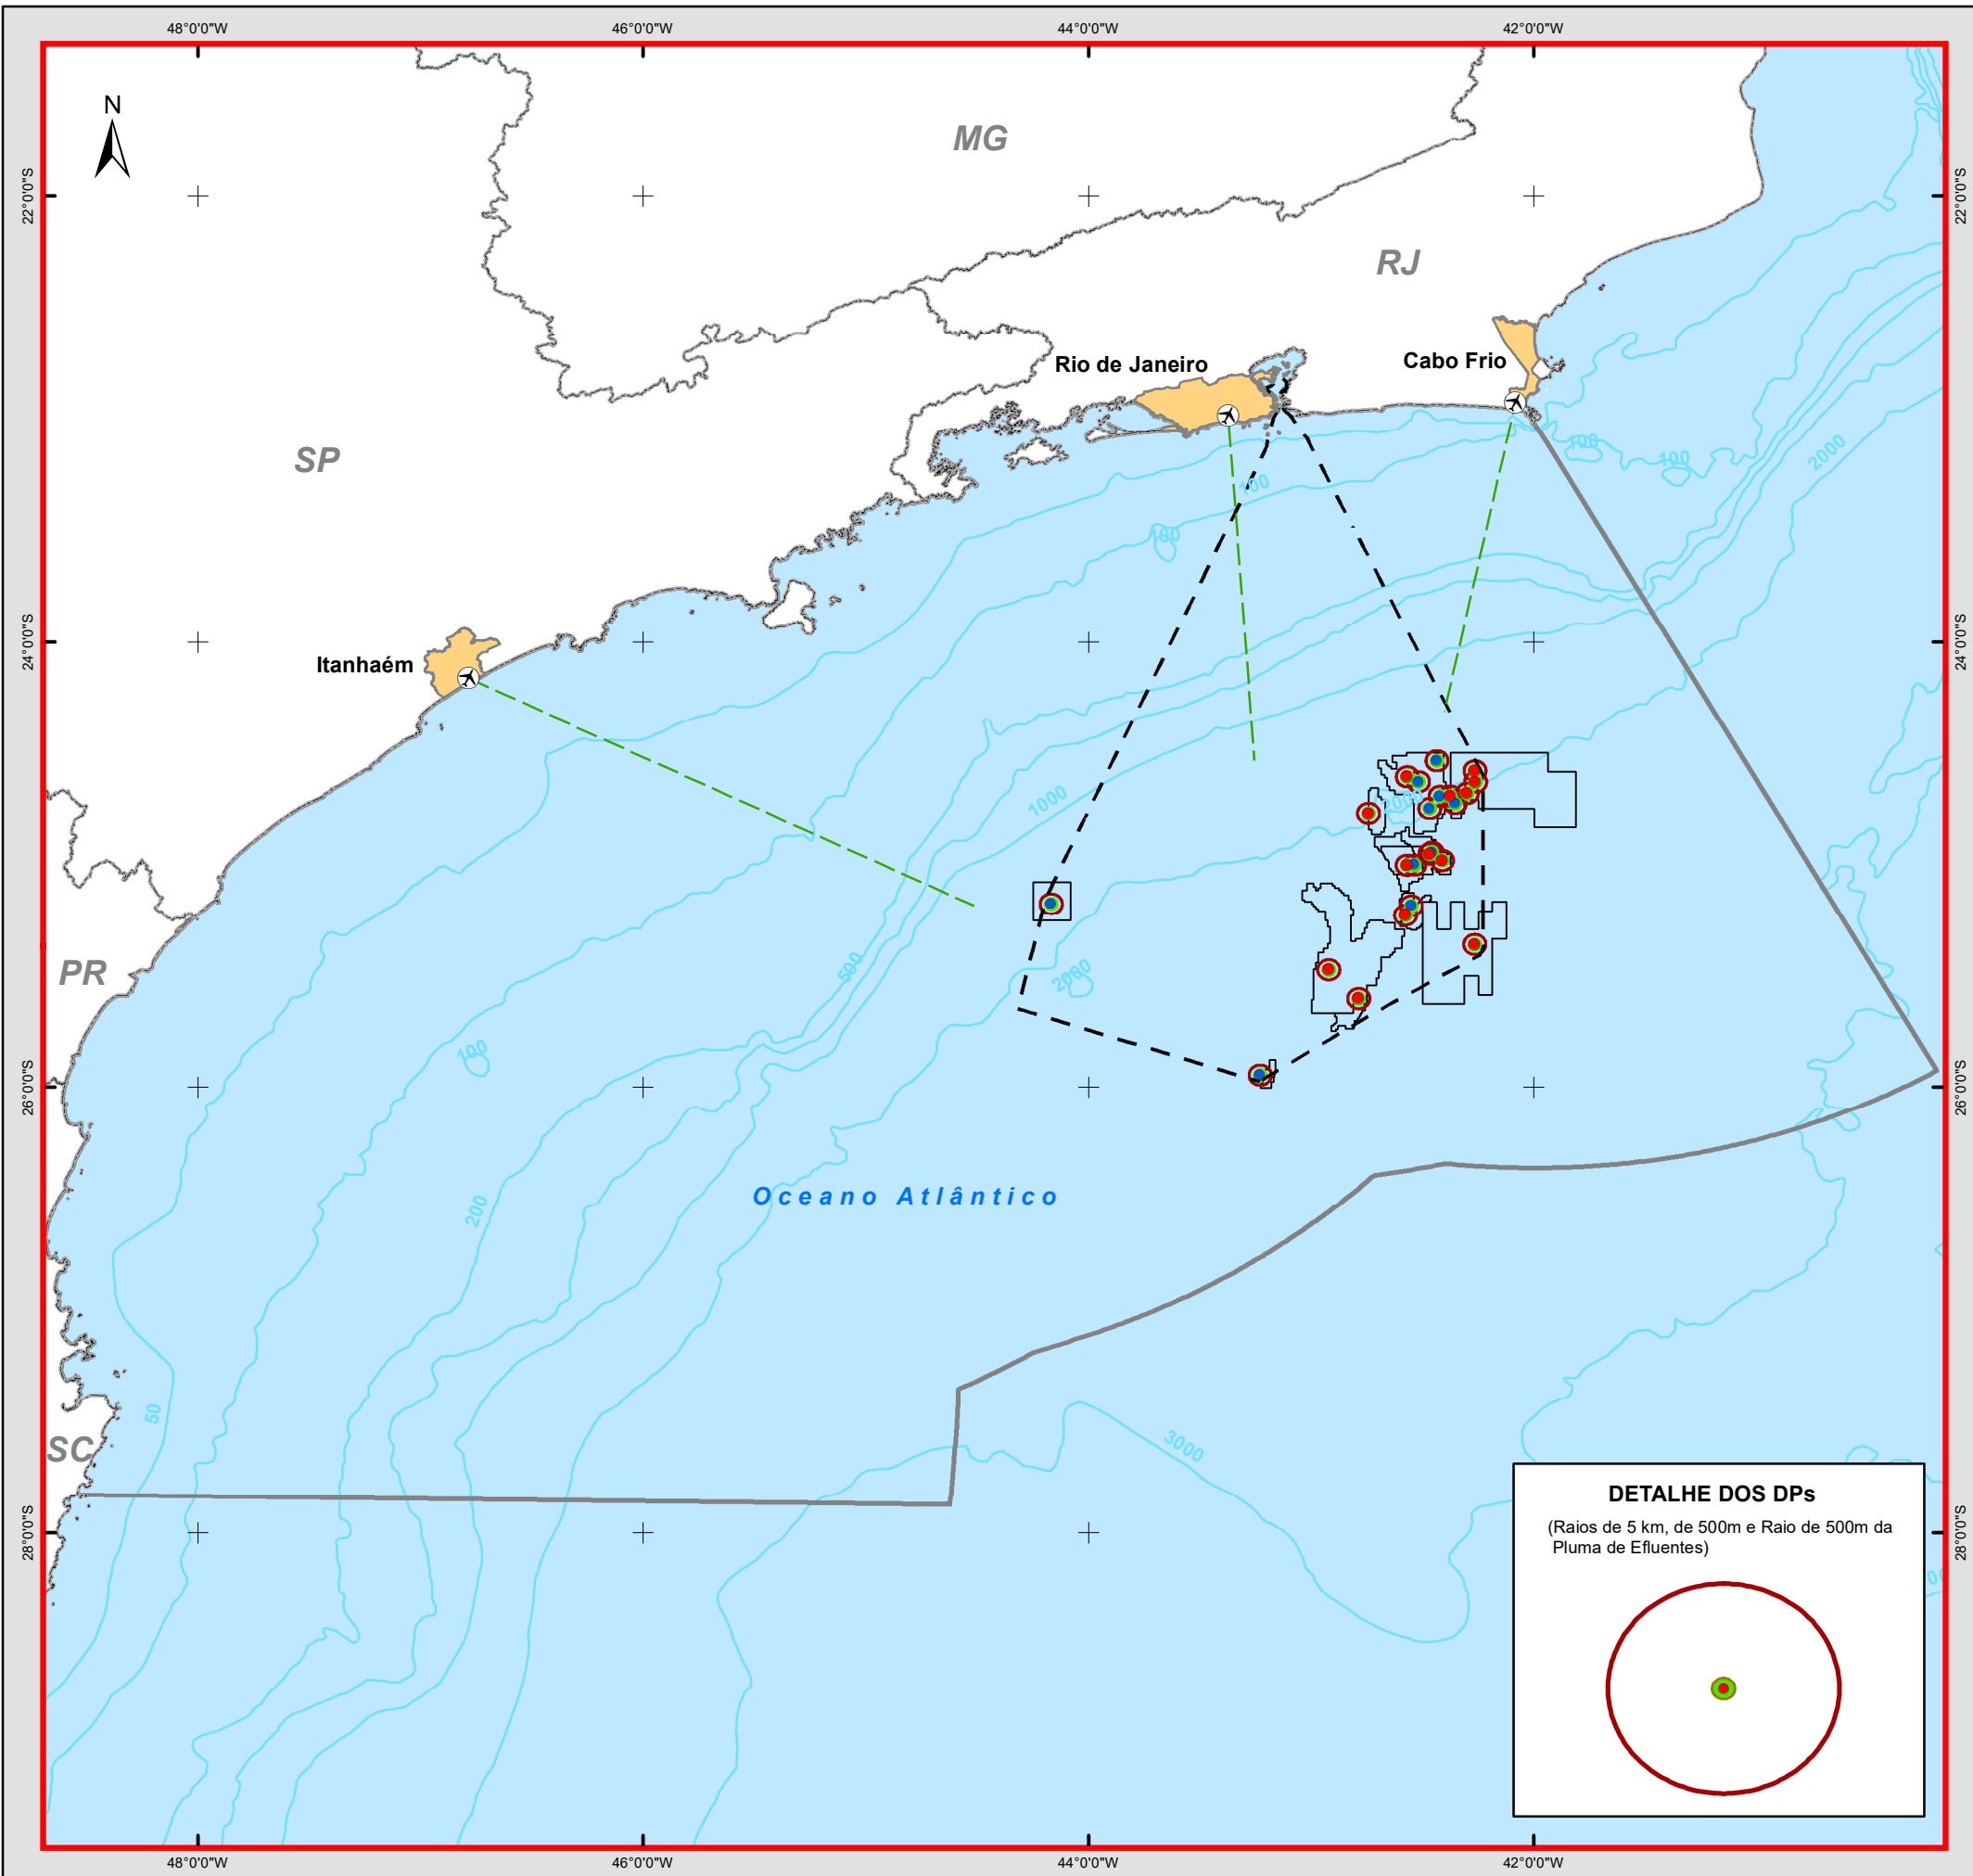 48°0'0"W
46°0'0"W
44°0'0"W
42°0'0"W
N
MG
22°0'0"S
22°0'0"S
RJ
Rio de Janeiro
Cabo Frio
SP
100
100
2000
100
100
24°0'0"S
24°0'0"S
Itanhaém
1000
2000
500
2000
PR
100
26°0'0"S
26°0'0"S
200
Oceano Atlântico
50
SC
3000
28°0'0"S
28°0'0"S
DETALHE DOS DPs
(Raios de 5 km, de 500m e Raio de 500m da
Pluma de Efluentes)
48°0'0"W
46°0'0"W
44°0'0"W
42°0'0"W